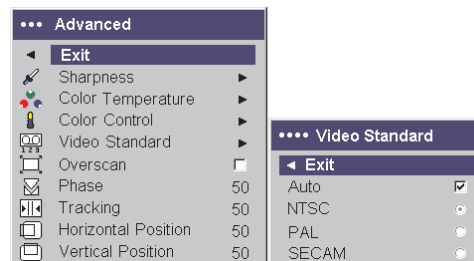 Advanced
Exit
Sharpness
Color Temperature
Color Control
Video Standard
Overscan
Phase 50
Tracking 50
Horizontal Position 50
Vertical Position 50
Video Standard
Exit
Auto
NTSC
PAL
SECAM